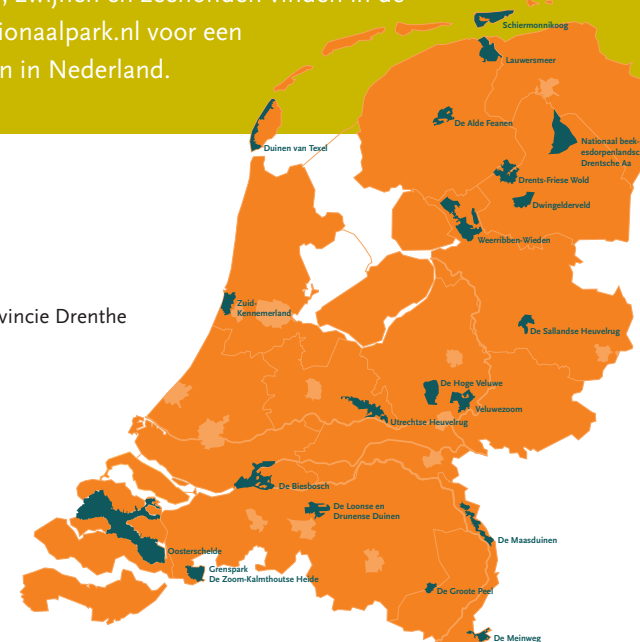 , zwijnen en zeehonden vinden in de
ionaalpark.nl voor een
n in Nederland.
vincie Drenthe
Schiermonnikoog
Lauwersmeer
De Alde Feanen
Nationaal beek-
esdorpenlandsc
Drentsche Aa
Duinen van Texel
Drents-Friese Wold
Dwingelderveld
Weerribben-Wieden
Zuid-
Kennemerland
De Sallandse Heuvelrug
De Hoge Veluwe
Veluwezoom
Utrechtse Heuvelrug
De Biesbosch
De Loonse en
Drunense Duinen
De Maasduinen
Oosterschelde
Grenspark
De Zoom-Kalmthoutse Heide
De Groote Peel
De Meinweg